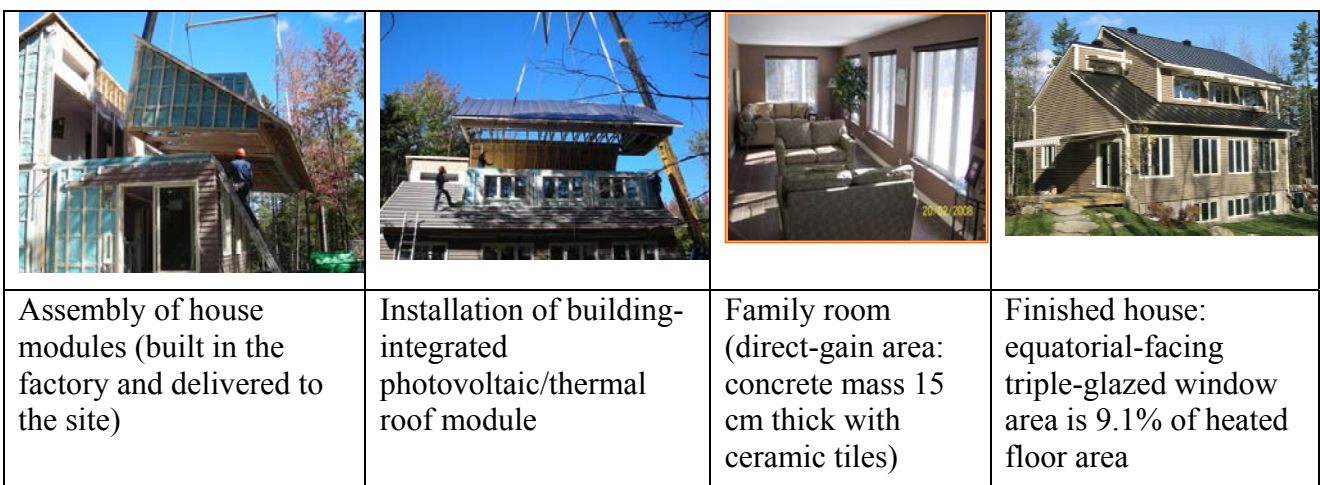 20/02/2008
Assembly of house
modules (built in the
factory and delivered to
the site)
Installation of building-
integrated
photovoltaic/thermal
roof module
Family room
(direct-gain area:
concrete mass 15
cm thick with
ceramic tiles)
Finished house:
equatorial-facing
triple-glazed window
area is 9.1% of heated
floor area